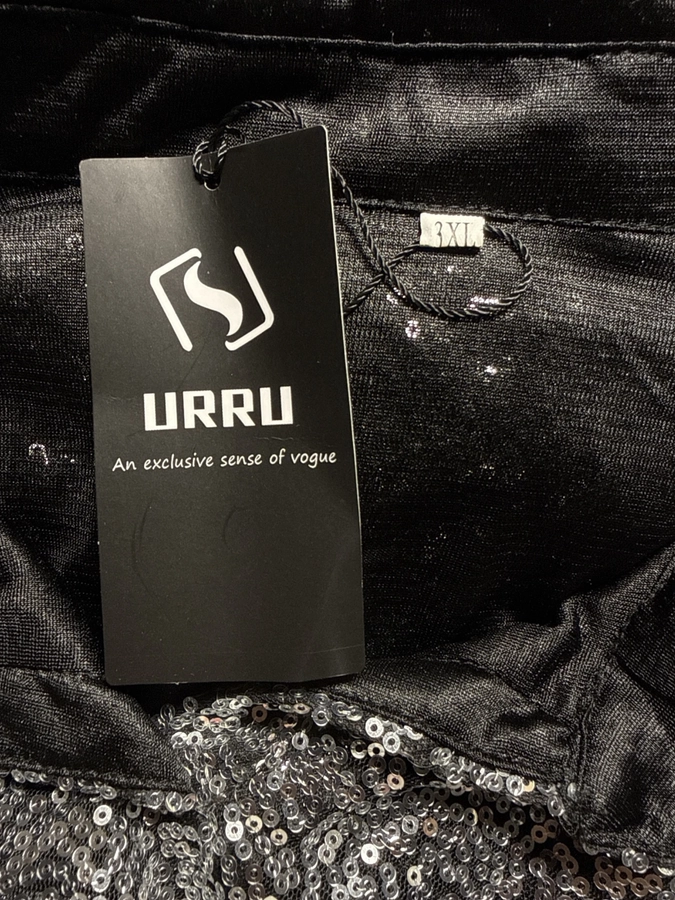 3XL
URRU
An exclusive sense of vogue